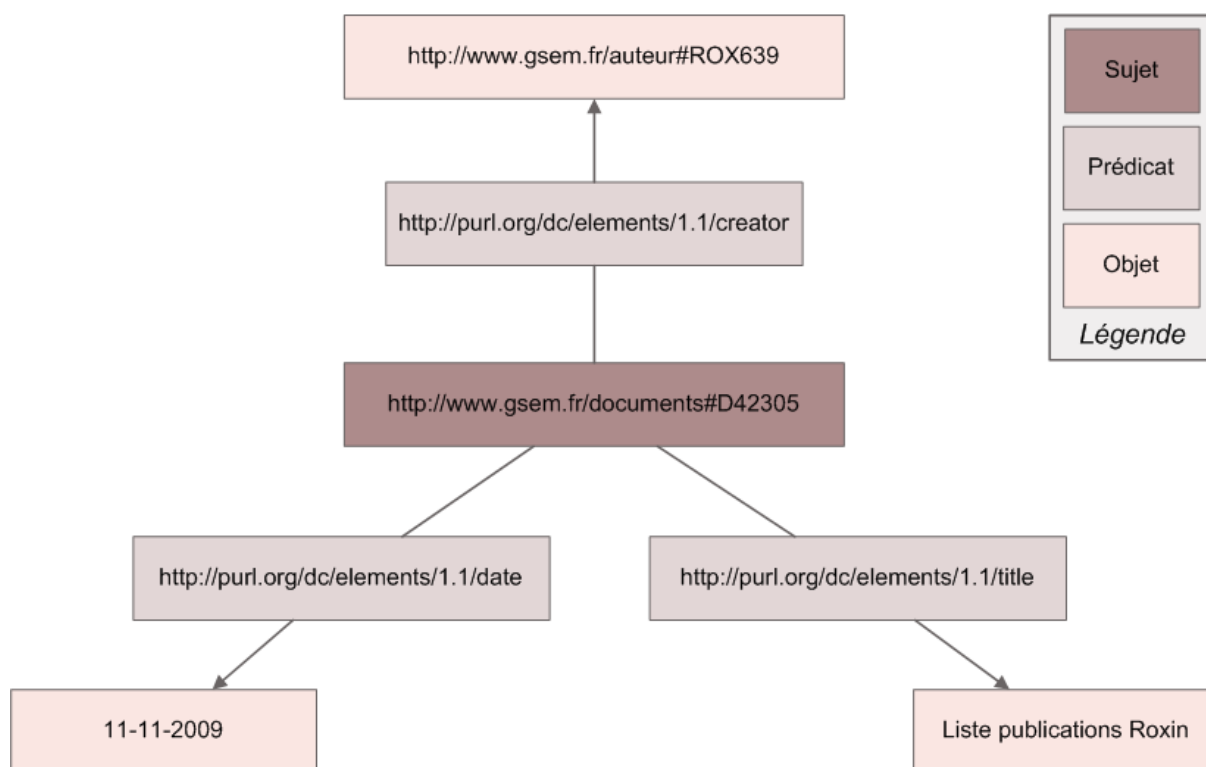 http://www.gsem.fr/auteur#ROX639
http://purl.org/dc/elements/1.1/creator
http://www.gsem.fr/documents#D42305
http://purl.org/dc/elements/1.1/date
http://purl.org/dc/elements/1.1/title
11-11-2009
Liste publications Roxin
Sujet
Prédicat
Objet
Légende